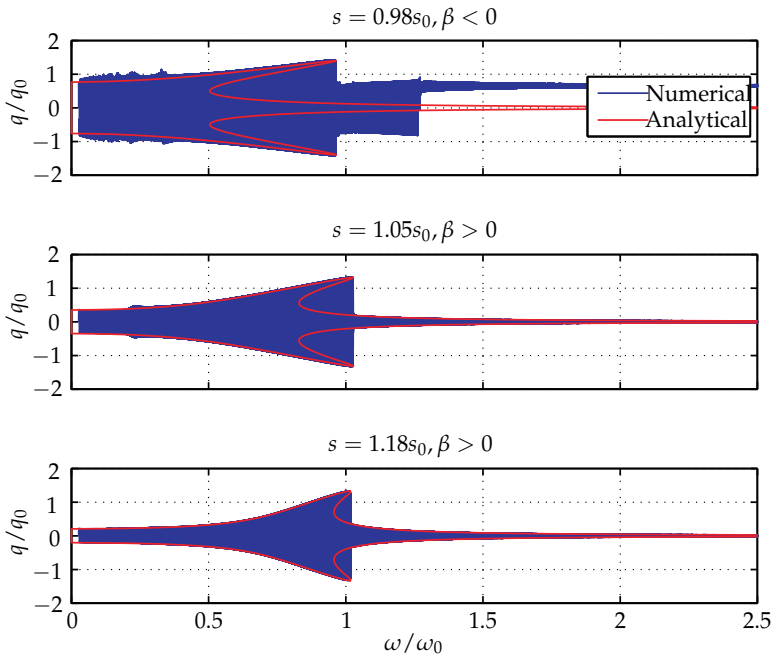 s = 0.98s₀, β < 0
2
1
0
−1
−2
q/q₀
Numerical
Analytical
s = 1.05s₀, β > 0
2
1
0
−1
−2
q/q₀
s = 1.18s₀, β > 0
2
1
0
−1
−2
q/q₀
0 0.5 1 1.5 2 2.5
ω/ω₀